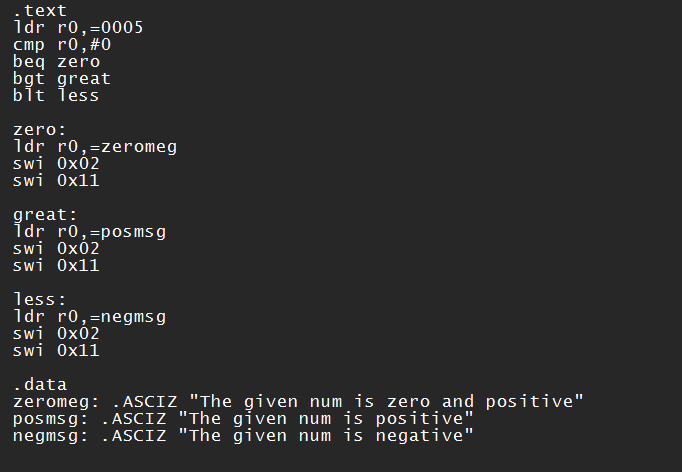 .text
ldr r0,=0005
cmp r0,#0
beq zero
bgt great
blt less
zero:
ldr r0,=zeromeg
swi 0x02
swi 0x11
great:
ldr r0,=posmsg
swi 0x02
swi 0x11
less:
ldr r0,=negmsg
swi 0x02
swi 0x11
.data
zeromeg: .ASCIZ "The given num is zero and positive"
posmsg: .ASCIZ "The given num is positive"
negmsg: .ASCIZ "The given num is negative"